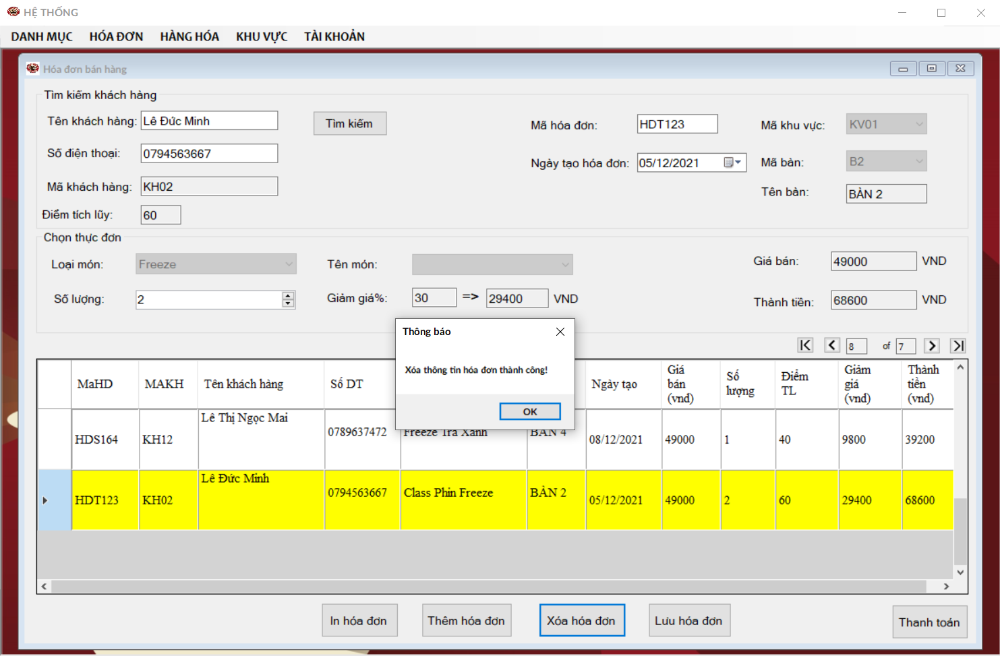 HỆ THỐNG
DANH MỤC HÓA ĐƠN HÀNG HÓA KHU VỰC TÀI KHOẢN
Hóa đơn bán hàng
Tìm kiếm khách hàng
Tên khách hàng: Lê Đức Minh Tìm kiếm Mã hóa đơn: HDT123 Mã khu vực: KV01
Số điện thoại: 0794563667 Ngày tạo hóa đơn: 05/12/2021 Mã bàn: B2
Mã khách hàng: KH02 Tên bàn: BÀN 2
Điểm tích lũy: 60
Chọn thực đơn
Loại món: Freeze Tên món: Giá bán: 49000 VND
Số lượng: 2 Giảm giá%: 30 => 29400 VND Thành tiền: 68600 VND
Thông báo
Xóa thông tin hóa đơn thành công!
OK
8 of 7
MaHD MAKH Tên khách hàng Số DT Ngày tạo Giá bán (vnd) Số lượng Điểm TL Giảm giá (vnd) Thành tiền (vnd)
HDS164 KH12 Lê Thị Ngọc Mai 0789637472 Freeze Trà Xanh BÀN 4 08/12/2021 49000 1 40 9800 39200
HDT123 KH02 Lê Đức Minh 0794563667 Class Phin Freeze BÀN 2 05/12/2021 49000 2 60 29400 68600
In hóa đơn Thêm hóa đơn Xóa hóa đơn Lưu hóa đơn Thanh toán